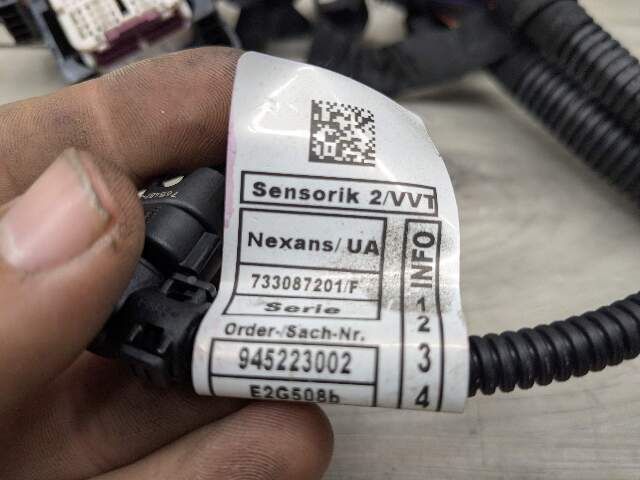 Sensorik 2/VVT
Nexans/ UA
733087201/F
Serie
Order-/Sach-Nr.
945223002
E2G508b
INFO
1
2
3
4